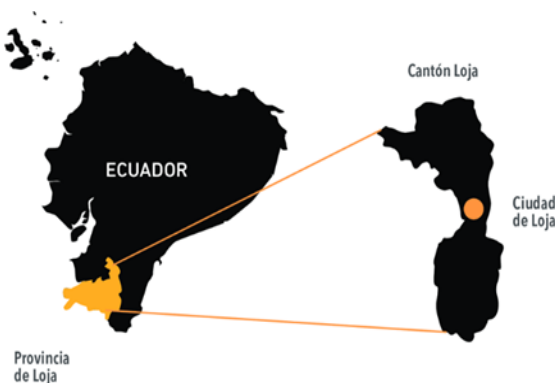 Cantón Loja
ECUADOR
Ciudad
de Loja
Provincia
de Loja